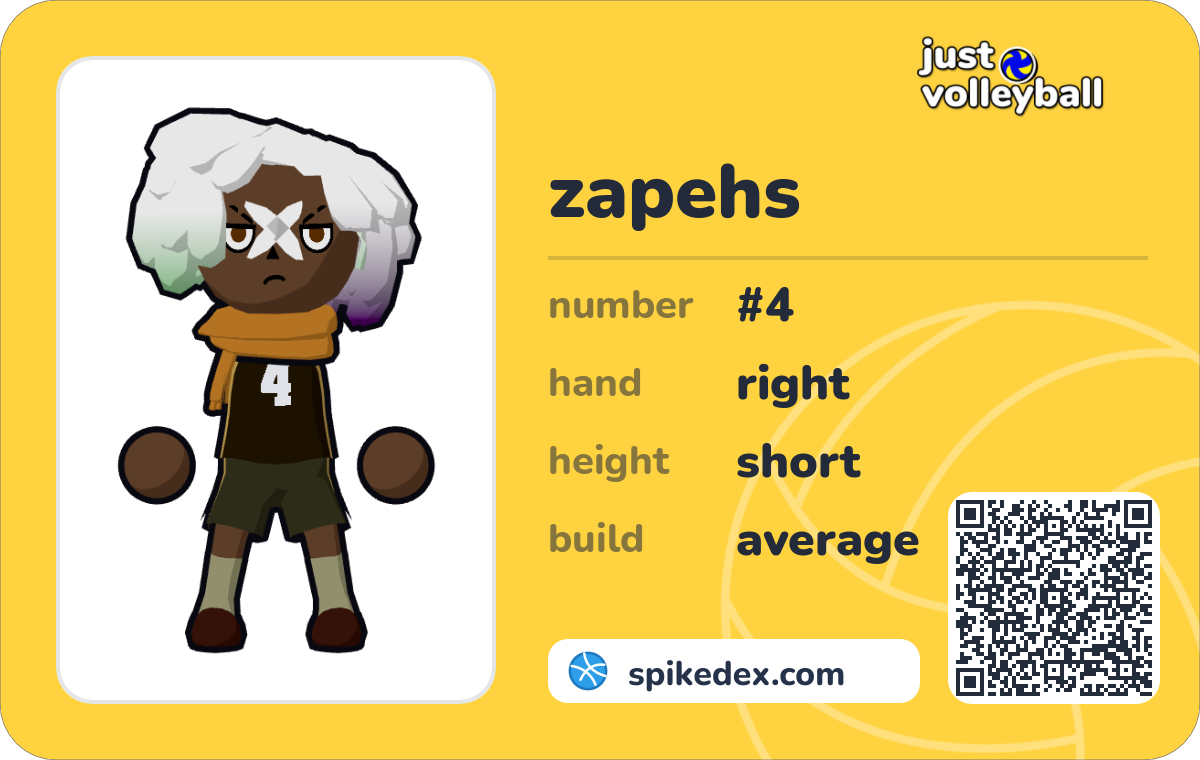 just
volleyball
zapehs
number #4
hand right
height short
build average
4
spikedex.com